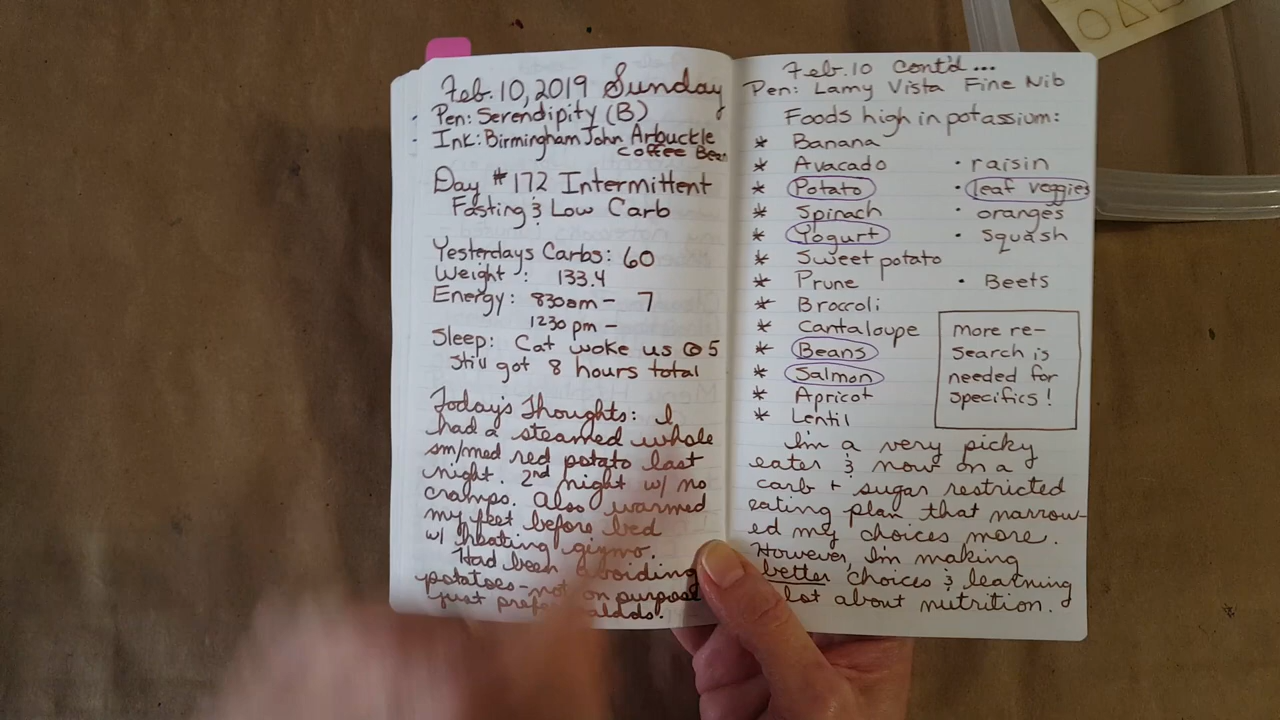 Feb. 10, 2019 Sunday
Pen: Serendipity (B)
Ink: Birmingham John Arbuckle
Coffee Bean
Day #172 Intermittent
Fasting & Low Carb
Yesterdays Carbs: 60
Weight: 133.4
Energy: 830am - 7
1230 pm -
Sleep: Cat woke us @ 5
Still got 8 hours total
Today's Thoughts: I
had a steamed whole
sm/med red potato last
night. 2nd night w/ no
cramps. Also warmed
my feet before bed
w/ heating gizmo.
Had been avoiding
potatoes - not on purpose
just
Feb. 10 Cont'd...
Pen: Lamy Vista Fine Nib
Foods high in potassium:
* Banana
* Avacado · raisin
* Potato · leaf veggies
* Spinach · oranges
* Yogurt · Squash
* Sweet potato
* Prune · Beets
* Broccoli
* Cantaloupe
* Beans
* Salmon
* Apricot
* Lentil
More re-
search is
needed for
specifics!
I'm a very picky
eater & now on a
carb + sugar restricted
eating plan that narrow-
ed my choices more.
However, I'm making
better choices & learning
lot about nutrition.